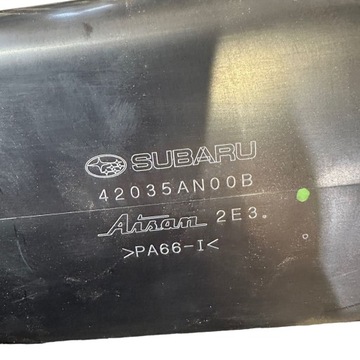 SUBARU
42035AN00B
Aisan 2E3.
>PA66-I<